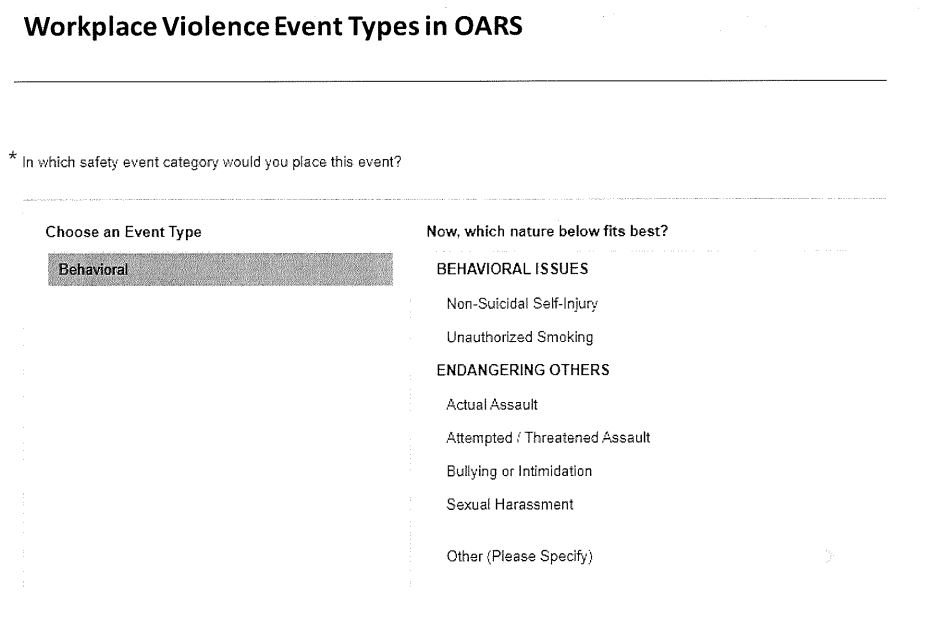 Workplace Violence Event Types in OARS
* In which safety event category would you place this event?
Choose an Event Type
Behavioral
Now, which nature below fits best?
BEHAVIORAL ISSUES
Non-Suicidal Self-Injury
Unauthorized Smoking
ENDANGERING OTHERS
Actual Assault
Attempted / Threatened Assault
Bullying or Intimidation
Sexual Harassment
Other (Please Specify)